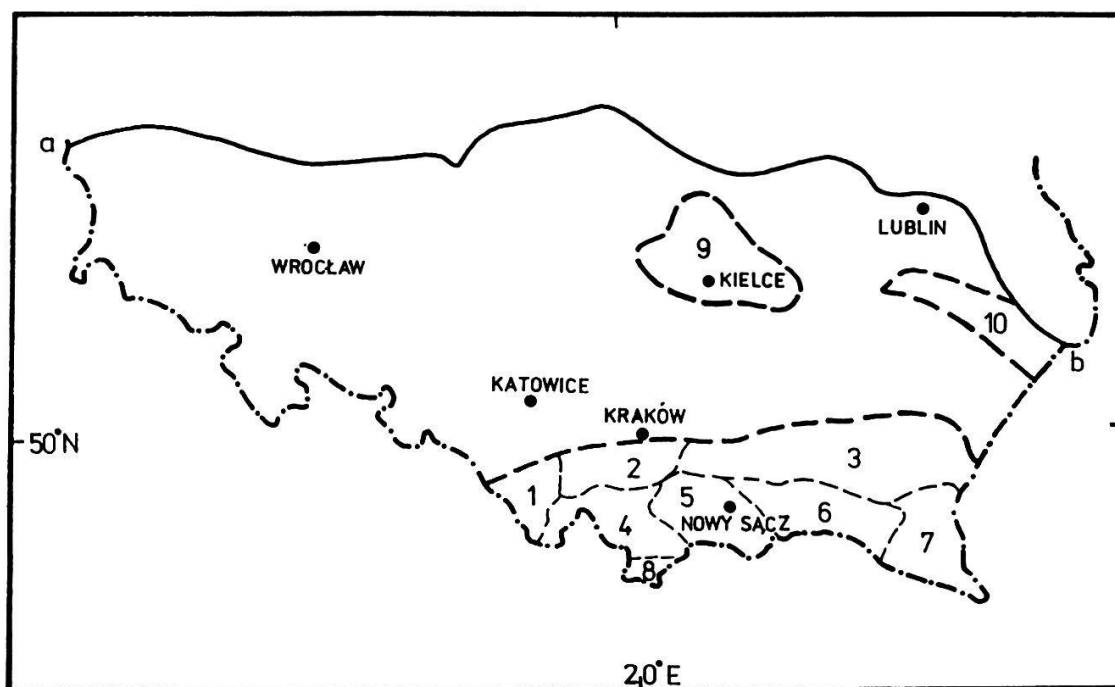 a
LUBLIN
WROCŁAW
9
KIELCE
10
b
KATOWICE
KRAKÓW
50°N
1
2
3
4
5
NOWY SĄCZ
6
7
8
20°E